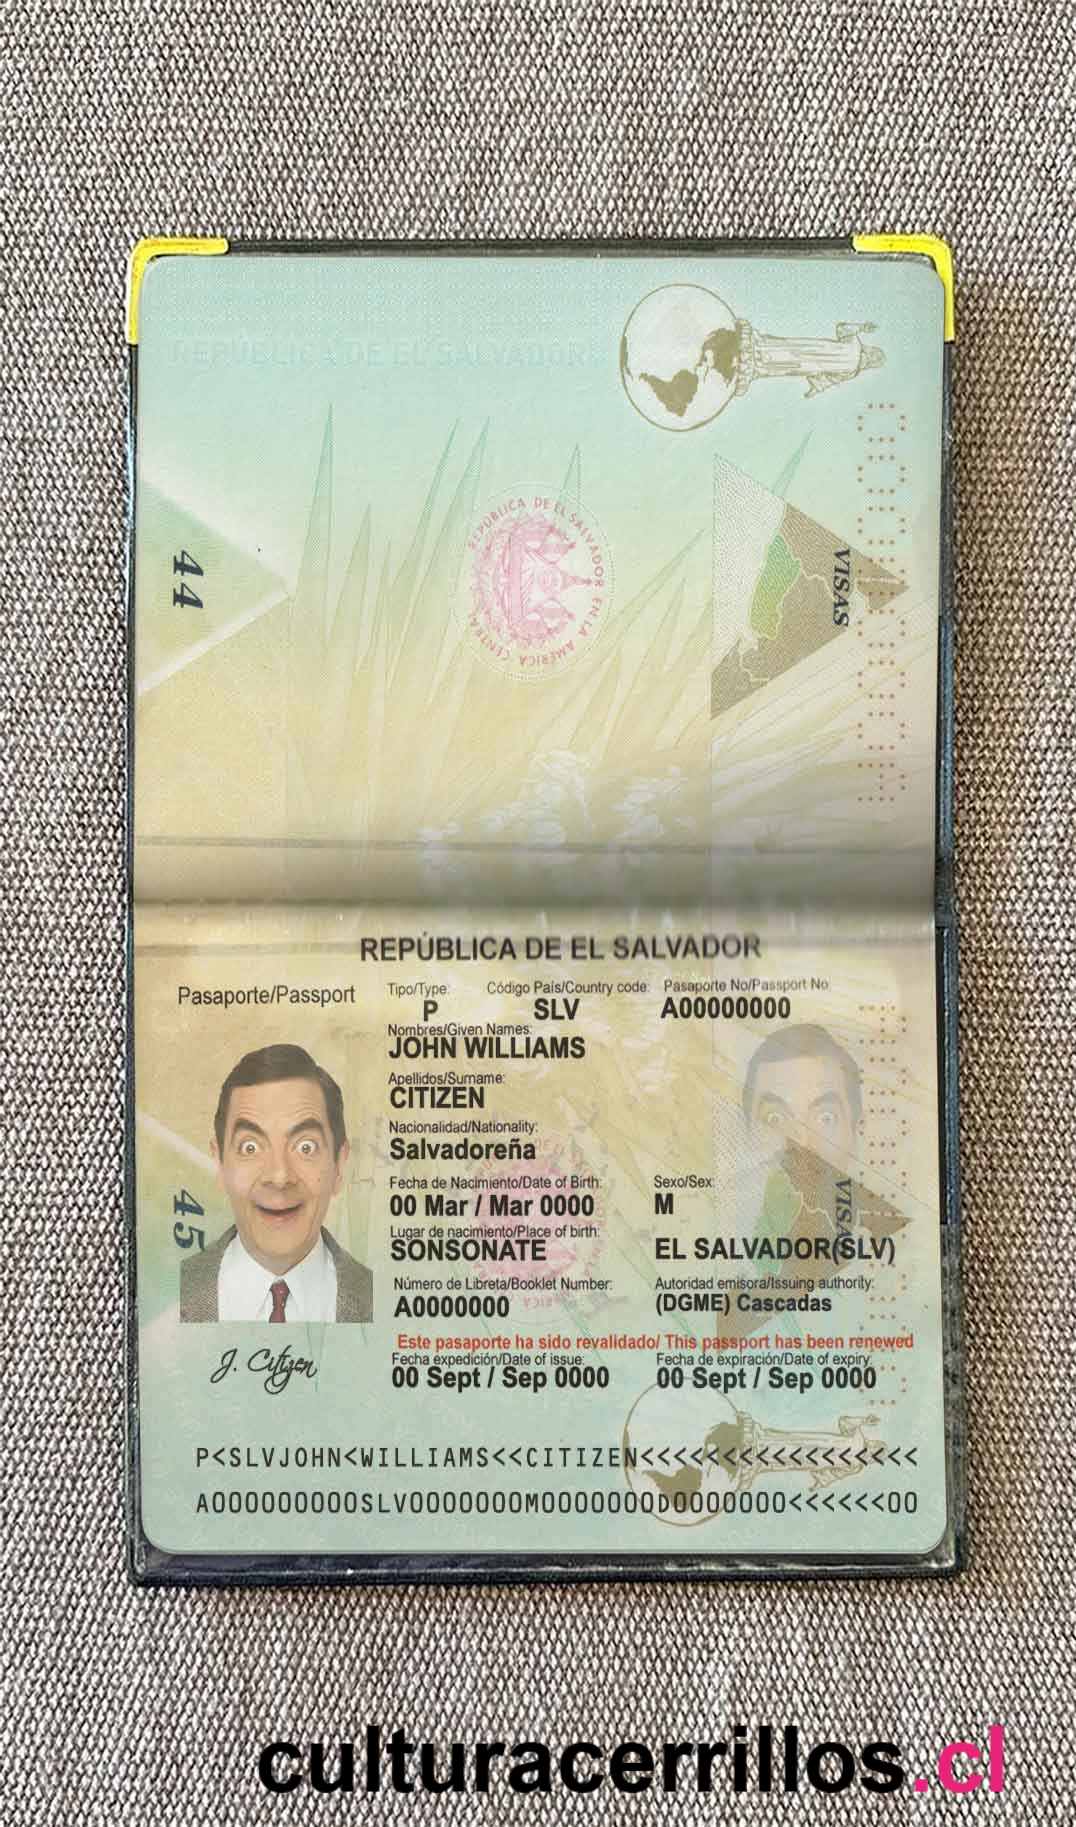 REPÚBLICA DE EL SALVADOR
44
REPÚBLICA DE EL SALVADOR EN LA AMÉRICA CENTRAL
VISAS
REPÚBLICA DE EL SALVADOR
Pasaporte/Passport
Tipo/Type: Código País/Country code: Pasaporte No/Passport No
P SLV A00000000
Nombres/Given Names:
JOHN WILLIAMS
Apellidos/Surname:
CITIZEN
Nacionalidad/Nationality:
Salvadoreña
Fecha de Nacimiento/Date of Birth: Sexo/Sex:
00 Mar / Mar 0000 M
Lugar de nacimiento/Place of birth:
SONSONATE EL SALVADOR(SLV)
Número de Libreta/Booklet Number: Autoridad emisora/Issuing authority:
A0000000 (DGME) Cascadas
Este pasaporte ha sido revalidado/ This passport has been renewed
Fecha expedición/Date of issue: Fecha de expiración/Date of expiry:
00 Sept / Sep 0000 00 Sept / Sep 0000
45
VISAS
J. Citizen
P<SLVJOHN<WILLIAMS<<CITIZEN<<<<<<<<<<<<<<<<<
A000000000SLV0000000M0000000D0000000<<<<<<00
culturacerrillos.cl